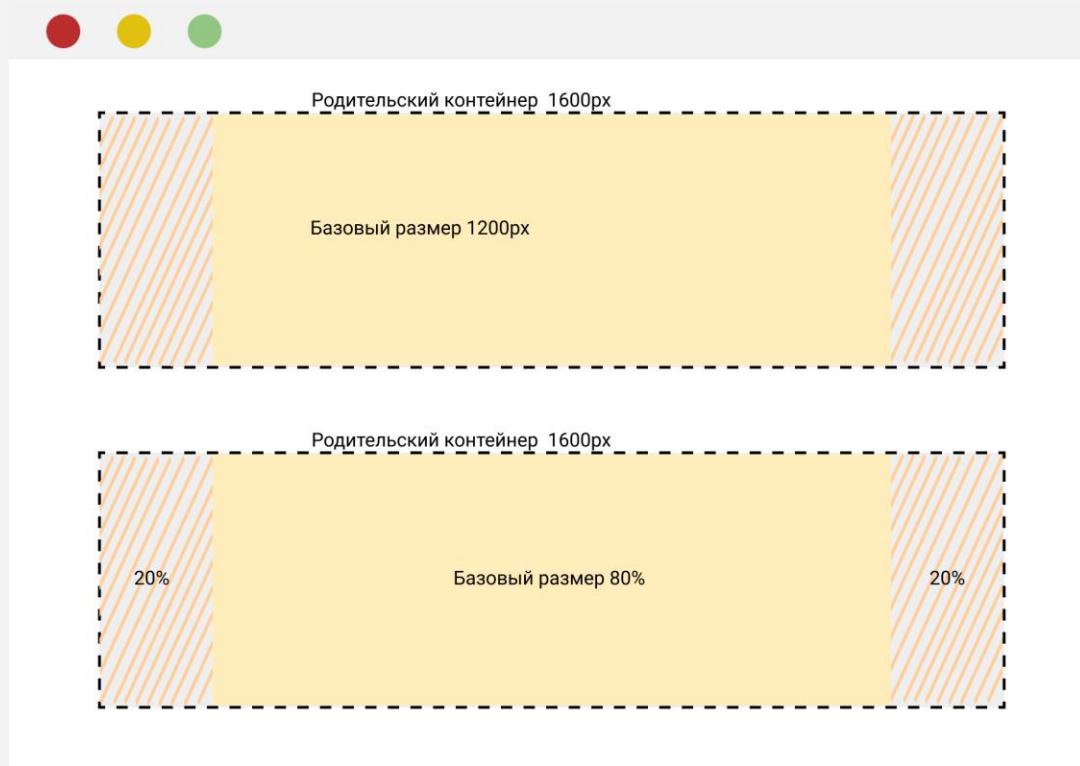 Родительский контейнер  1600px
Базовый размер 1200px
Родительский контейнер  1600px
20%
Базовый размер 80%
20%